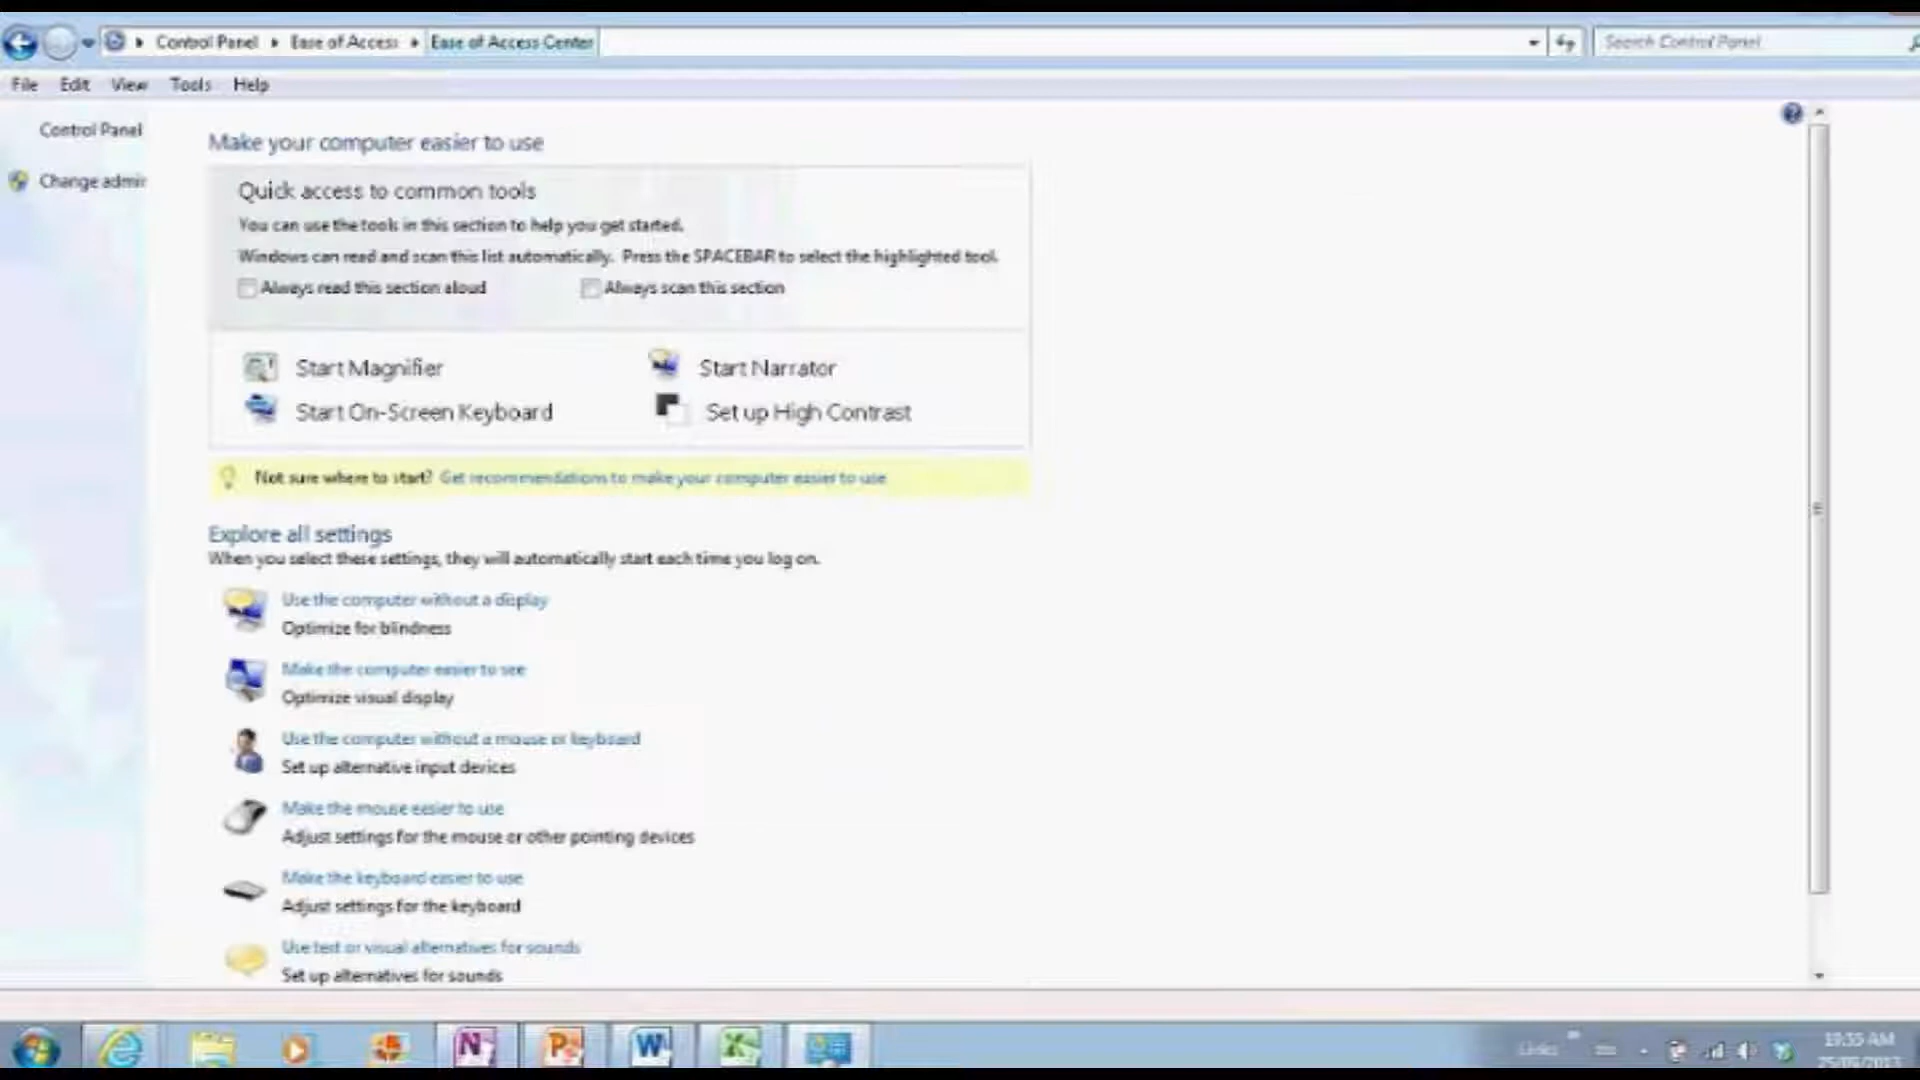 Control Panel Ease of Access Ease of Access Center
Search Control Panel
File Edit View Tools Help
Control Panel
Change admin
Make your computer easier to use
Quick access to common tools
You can use the tools in this section to help you get started.
Windows can read and scan this list automatically. Press the SPACEBAR to select the highlighted tool.
Always read this section aloud Always scan this section
Start Magnifier Start Narrator
Start On-Screen Keyboard Set up High Contrast
Not sure where to start? Get recommendations to make your computer easier to use
Explore all settings
When you select these settings, they will automatically start each time you log on.
Use the computer without a display
Optimize for blindness
Make the computer easier to see
Optimize visual display
Use the computer without a mouse or keyboard
Set up alternative input devices
Make the mouse easier to use
Adjust settings for the mouse or other pointing devices
Make the keyboard easier to use
Adjust settings for the keyboard
Use text or visual alternatives for sounds
Set up alternatives for sounds
Links